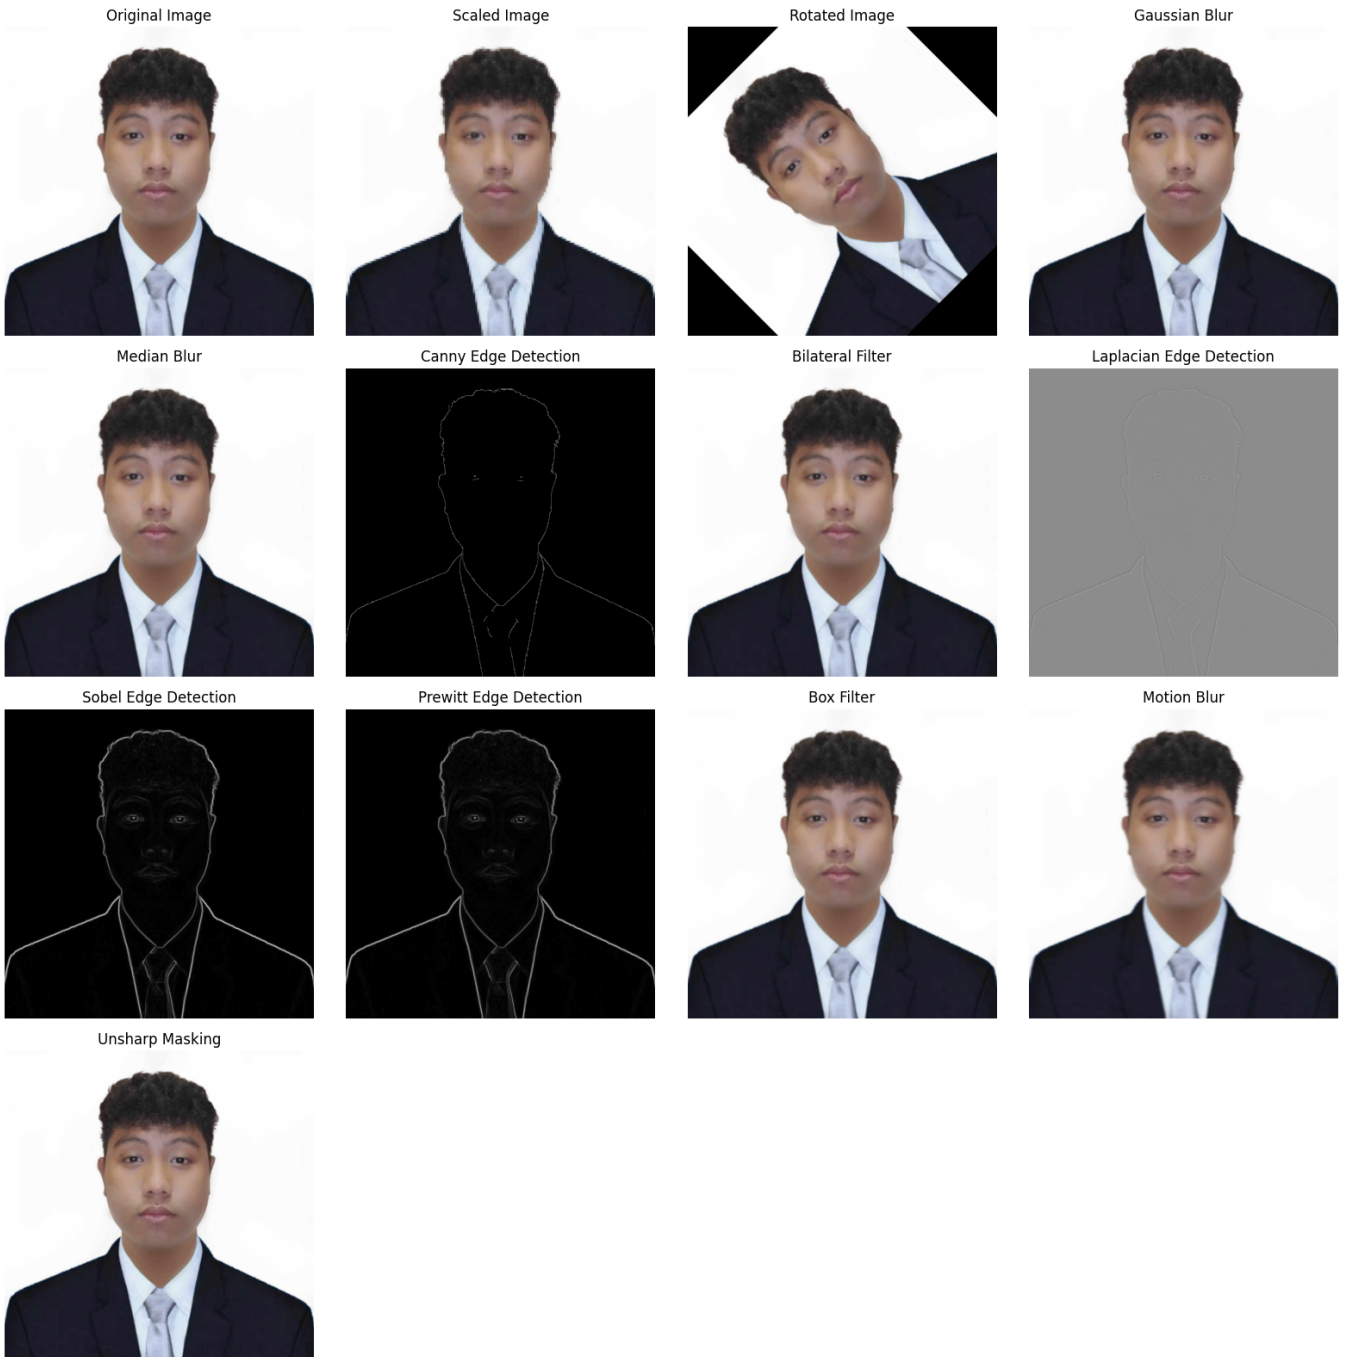 Original Image
Scaled Image
Rotated Image
Gaussian Blur
Median Blur
Canny Edge Detection
Bilateral Filter
Laplacian Edge Detection
Sobel Edge Detection
Prewitt Edge Detection
Box Filter
Motion Blur
Unsharp Masking